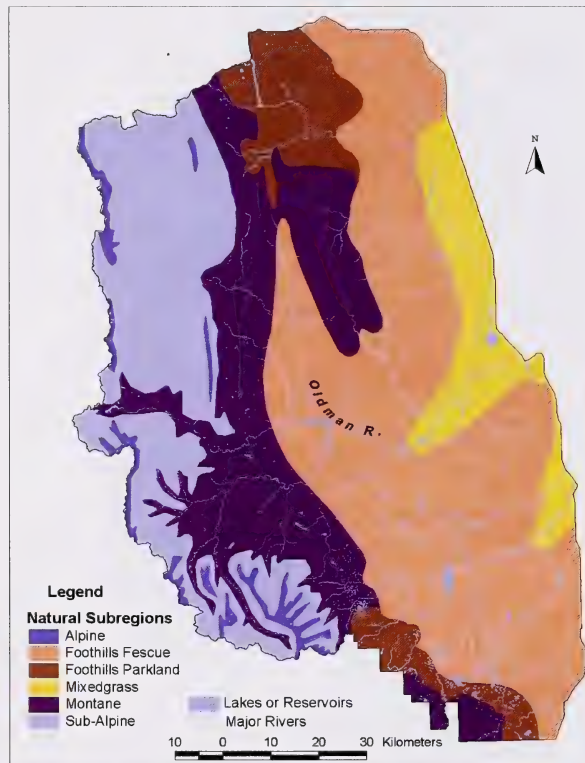 N
Oldman R.
Legend
Natural Subregions
Alpine
Foothills Fescue
Foothills Parkland
Mixedgrass
Montane
Sub-Alpine
Lakes or Reservoirs
Major Rivers
10 0 10 20 30 Kilometers